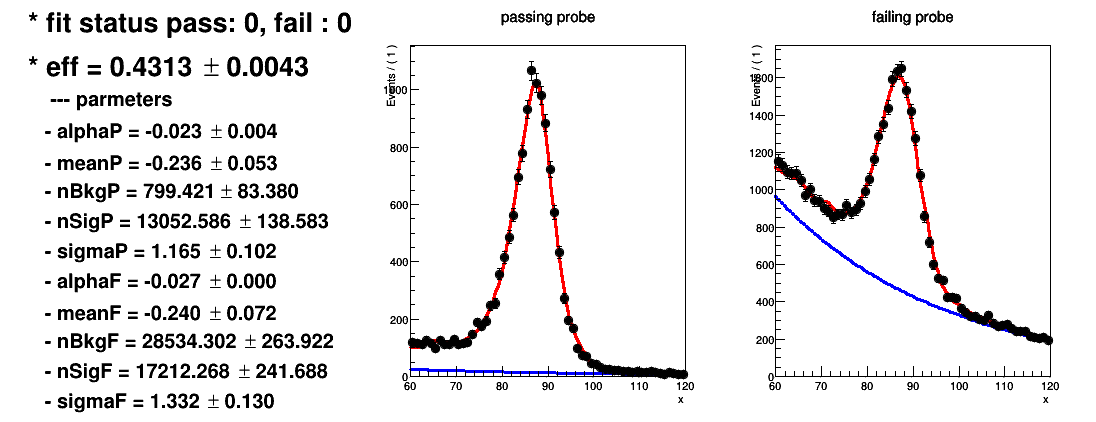 * fit status pass: 0, fail : 0
* eff = 0.4313 ± 0.0043
--- parmeters
- alphaP = -0.023 ± 0.004
- meanP = -0.236 ± 0.053
- nBkgP = 799.421 ± 83.380
- nSigP = 13052.586 ± 138.583
- sigmaP = 1.165 ± 0.102
- alphaF = -0.027 ± 0.000
- meanF = -0.240 ± 0.072
- nBkgF = 28534.302 ± 263.922
- nSigF = 17212.268 ± 241.688
- sigmaF = 1.332 ± 0.130
passing probe
Events / ( 1 )
1000
800
600
400
200
0
60 70 80 90 100 110 120
x
failing probe
Events / ( 1 )
1600
1400
1200
1000
800
600
400
200
0
60 70 80 90 100 110 120
x